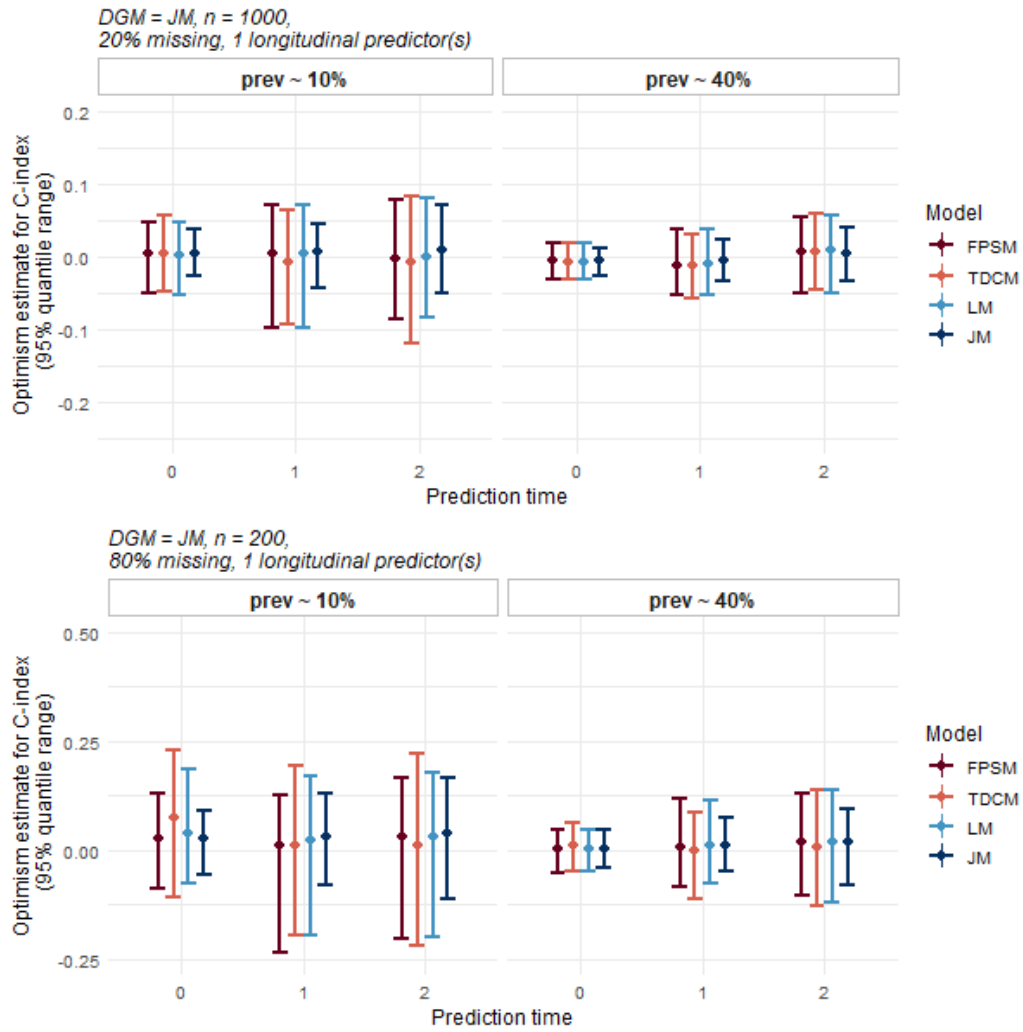 DGM = JM, n = 1000,
20% missing, 1 longitudinal predictor(s)
prev ~ 10%
prev ~ 40%
Optimism estimate for C-index
(95% quantile range)
0.2
0.1
0.0
-0.1
-0.2
0
1
2
0
1
2
Prediction time
Model
FPSM
TDCM
LM
JM
DGM = JM, n = 200,
80% missing, 1 longitudinal predictor(s)
prev ~ 10%
prev ~ 40%
Optimism estimate for C-index
(95% quantile range)
0.50
0.25
0.00
-0.25
0
1
2
0
1
2
Prediction time
Model
FPSM
TDCM
LM
JM